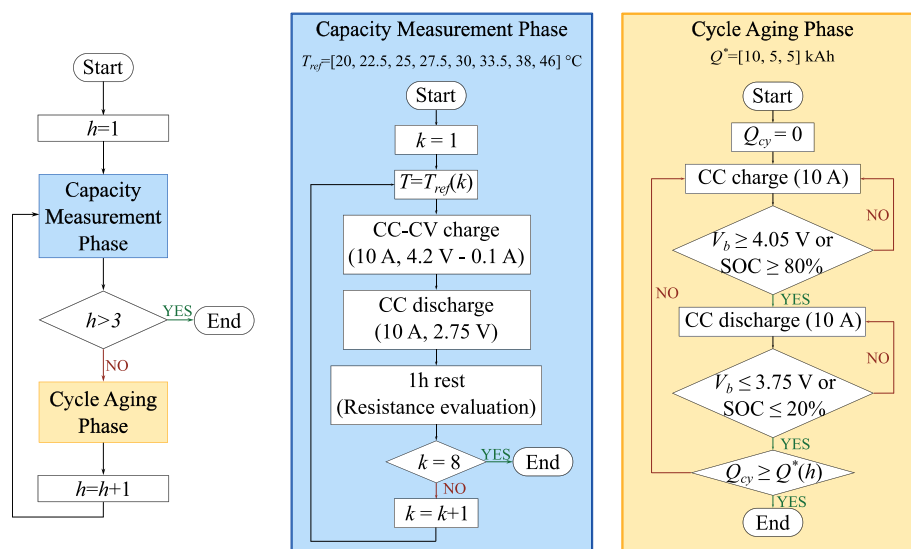 Start
h=1
Capacity
Measurement
Phase
h>3
YES
End
NO
Cycle Aging
Phase
h=h+1
Capacity Measurement Phase
T_ref=[20, 22.5, 25, 27.5, 30, 33.5, 38, 46] °C
Start
k = 1
T=T_ref(k)
CC-CV charge
(10 A, 4.2 V - 0.1 A)
CC discharge
(10 A, 2.75 V)
1h rest
(Resistance evaluation)
k = 8
YES
End
NO
k = k+1
Cycle Aging Phase
Q*=[10, 5, 5] kAh
Start
Q_cy = 0
CC charge (10 A)
NO
V_b ≥ 4.05 V or
SOC ≥ 80%
YES
NO
CC discharge (10 A)
NO
V_b ≤ 3.75 V or
SOC ≤ 20%
YES
Q_cy ≥ Q*(h)
YES
End